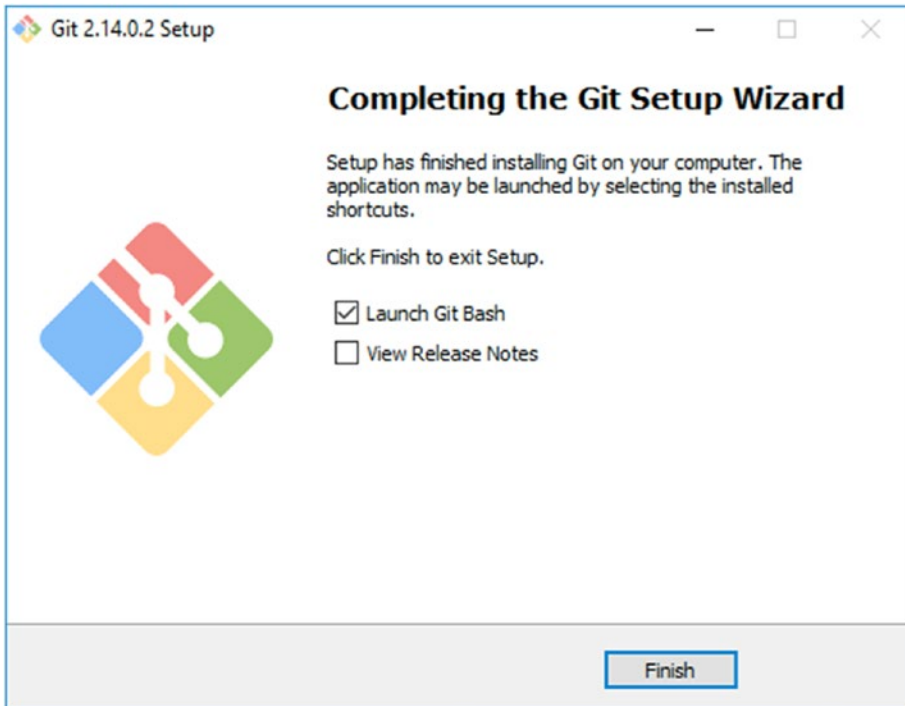 Git 2.14.0.2 Setup
Completing the Git Setup Wizard
Setup has finished installing Git on your computer. The
application may be launched by selecting the installed
shortcuts.
Click Finish to exit Setup.
Launch Git Bash
View Release Notes
Finish